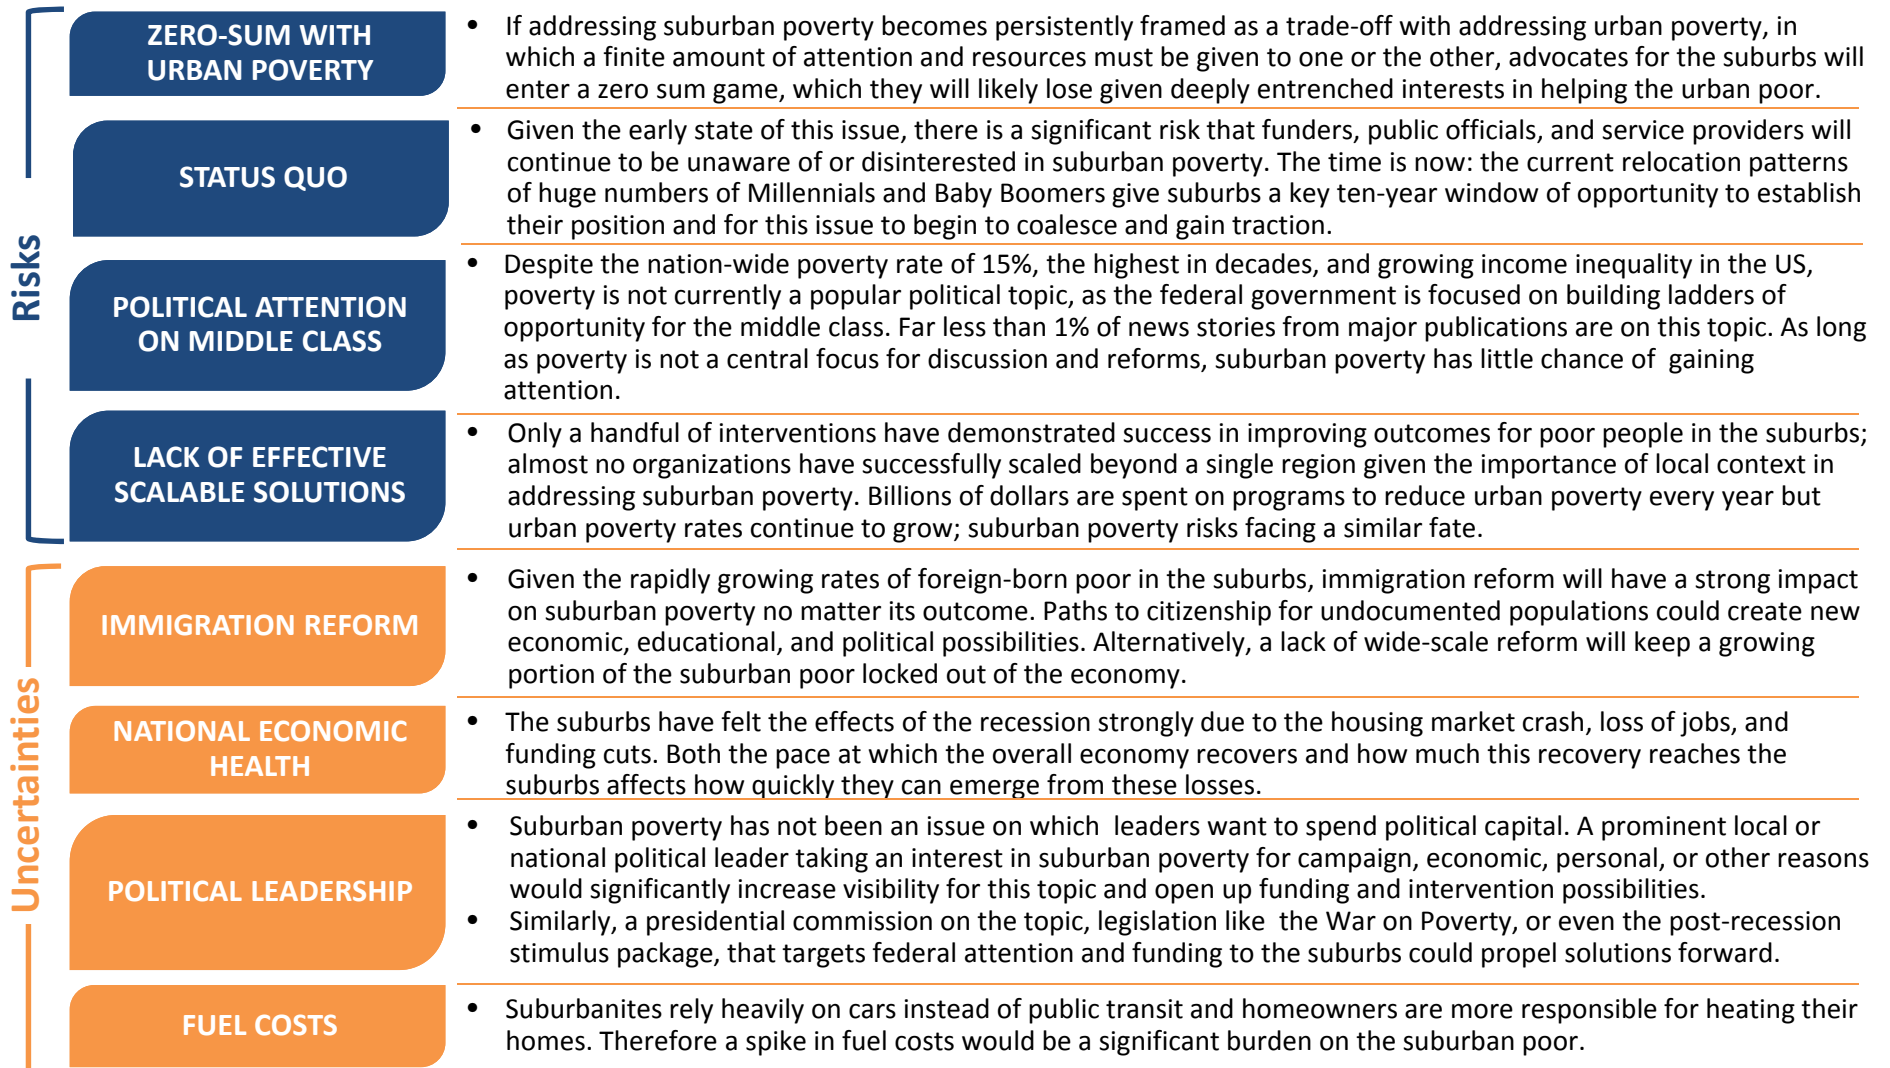 Risks
ZERO-SUM WITH
URBAN POVERTY
• If addressing suburban poverty becomes persistently framed as a trade-off with addressing urban poverty, in
which a finite amount of attention and resources must be given to one or the other, advocates for the suburbs will
enter a zero sum game, which they will likely lose given deeply entrenched interests in helping the urban poor.
STATUS QUO
• Given the early state of this issue, there is a significant risk that funders, public officials, and service providers will
continue to be unaware of or disinterested in suburban poverty. The time is now: the current relocation patterns
of huge numbers of Millennials and Baby Boomers give suburbs a key ten-year window of opportunity to establish
their position and for this issue to begin to coalesce and gain traction.
POLITICAL ATTENTION
ON MIDDLE CLASS
• Despite the nation-wide poverty rate of 15%, the highest in decades, and growing income inequality in the US,
poverty is not currently a popular political topic, as the federal government is focused on building ladders of
opportunity for the middle class. Far less than 1% of news stories from major publications are on this topic. As long
as poverty is not a central focus for discussion and reforms, suburban poverty has little chance of gaining
attention.
LACK OF EFFECTIVE
SCALABLE SOLUTIONS
• Only a handful of interventions have demonstrated success in improving outcomes for poor people in the suburbs;
almost no organizations have successfully scaled beyond a single region given the importance of local context in
addressing suburban poverty. Billions of dollars are spent on programs to reduce urban poverty every year but
urban poverty rates continue to grow; suburban poverty risks facing a similar fate.
Uncertainties
IMMIGRATION REFORM
• Given the rapidly growing rates of foreign-born poor in the suburbs, immigration reform will have a strong impact
on suburban poverty no matter its outcome. Paths to citizenship for undocumented populations could create new
economic, educational, and political possibilities. Alternatively, a lack of wide-scale reform will keep a growing
portion of the suburban poor locked out of the economy.
NATIONAL ECONOMIC
HEALTH
• The suburbs have felt the effects of the recession strongly due to the housing market crash, loss of jobs, and
funding cuts. Both the pace at which the overall economy recovers and how much this recovery reaches the
suburbs affects how quickly they can emerge from these losses.
POLITICAL LEADERSHIP
• Suburban poverty has not been an issue on which leaders want to spend political capital. A prominent local or
national political leader taking an interest in suburban poverty for campaign, economic, personal, or other reasons
would significantly increase visibility for this topic and open up funding and intervention possibilities.
• Similarly, a presidential commission on the topic, legislation like the War on Poverty, or even the post-recession
stimulus package, that targets federal attention and funding to the suburbs could propel solutions forward.
FUEL COSTS
• Suburbanites rely heavily on cars instead of public transit and homeowners are more responsible for heating their
homes. Therefore a spike in fuel costs would be a significant burden on the suburban poor.